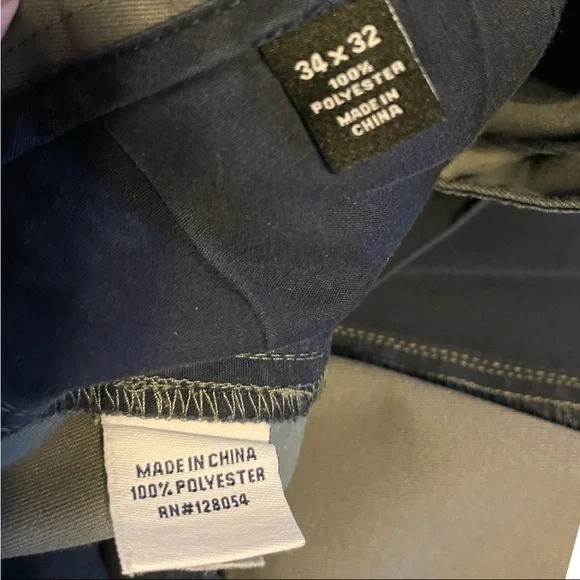 34 x 32
100%
POLYESTER
MADE IN
CHINA
MADE IN CHINA
100% POLYESTER
RN#128054